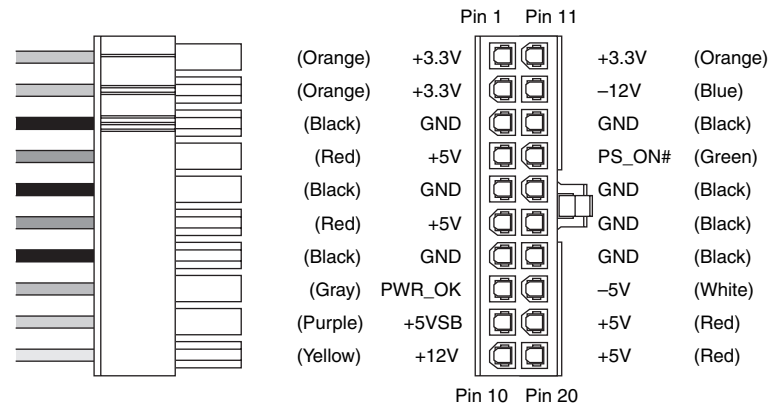 Pin 1 Pin 11
(Orange) +3.3V +3.3V (Orange)
(Orange) +3.3V –12V (Blue)
(Black) GND GND (Black)
(Red) +5V PS_ON# (Green)
(Black) GND GND (Black)
(Red) +5V GND (Black)
(Black) GND GND (Black)
(Gray) PWR_OK –5V (White)
(Purple) +5VSB +5V (Red)
(Yellow) +12V +5V (Red)
Pin 10 Pin 20